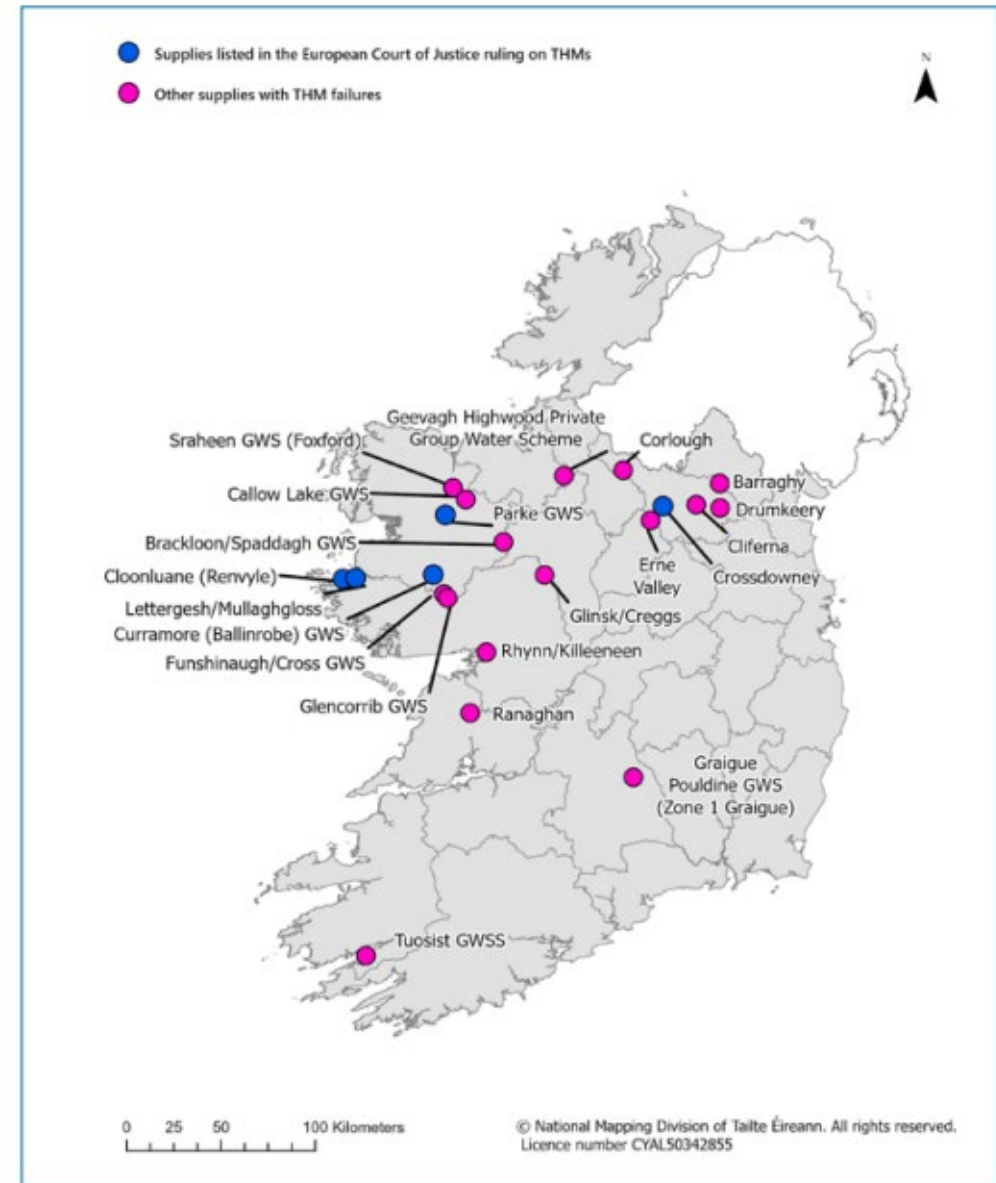 Supplies listed in the European Court of Justice ruling on THMs
N
Other supplies with THM failures
Geevagh Highwood Private
Group Water Scheme
Sraheen GWS (Foxford)
Corlough
Callow Lake GWS
Barraghy
Parke GWS
Drumkeery
Brackloon/Spaddagh GWS
Cliferna
Erne
Valley
Crossdowney
Cloonluane (Renvyle)
Lettergesh/Mullaghgloss
Glinsk/Creggs
Curramore (Ballinrobe) GWS
Funshinaugh/Cross GWS
Rhynn/Killeeneen
Glencorrib GWS
Ranaghan
Graigue
Pouldine GWS
(Zone 1 Graigue)
Tuosist GWSS
0 25 50 100 Kilometers
© National Mapping Division of Tailte Éireann. All rights reserved.
Licence number CYAL50342855